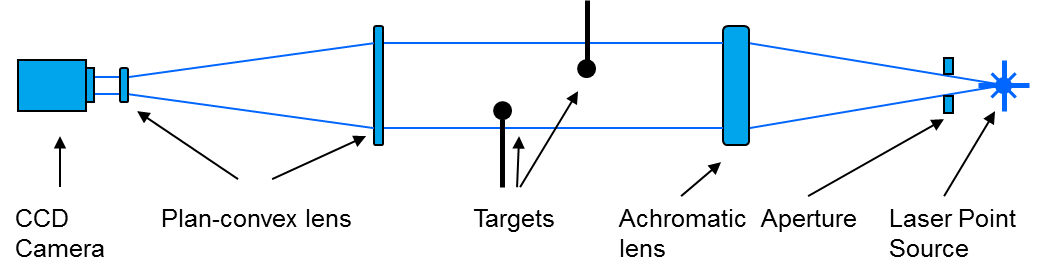 CCD
Camera
Plan-convex lens
Targets
Achromatic
lens
Aperture
Laser Point
Source